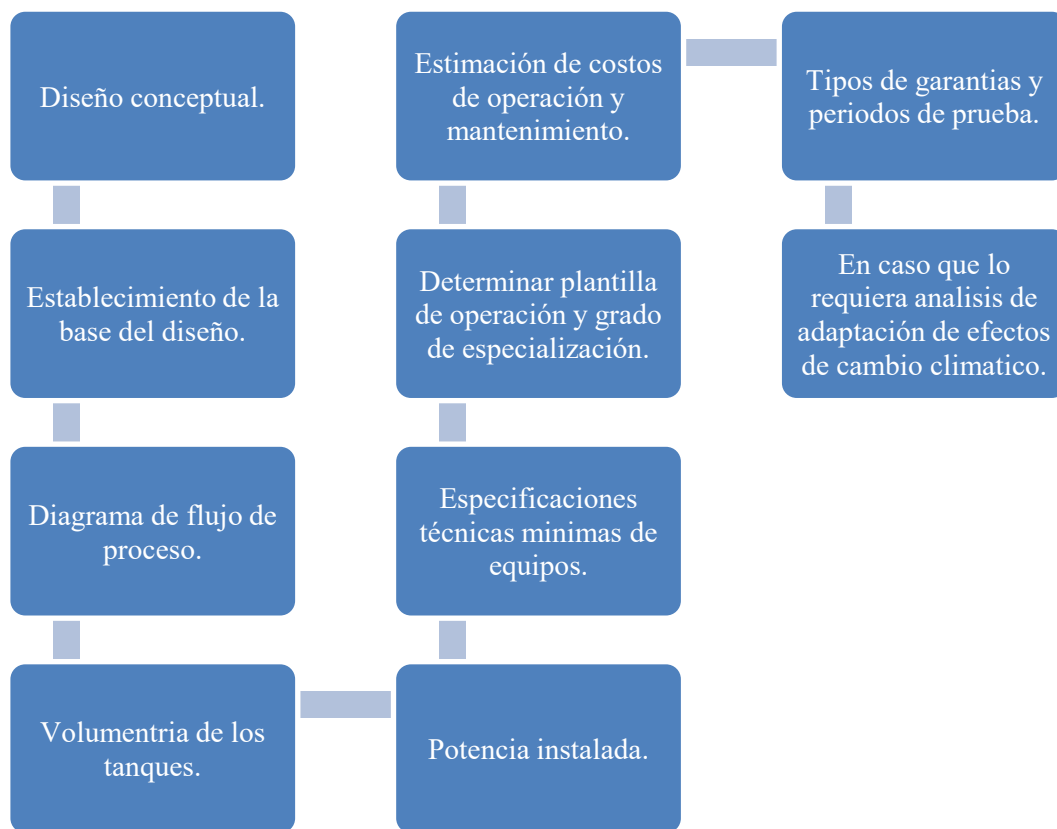 Diseño conceptual.
Establecimiento de la
base del diseño.
Diagrama de flujo de
proceso.
Volumentria de los
tanques.
Potencia instalada.
Especificaciones
técnicas minimas de
equipos.
Determinar plantilla
de operación y grado
de especialización.
Estimación de costos
de operación y
mantenimiento.
Tipos de garantias y
periodos de prueba.
En caso que lo
requiera analisis de
adaptación de efectos
de cambio climatico.